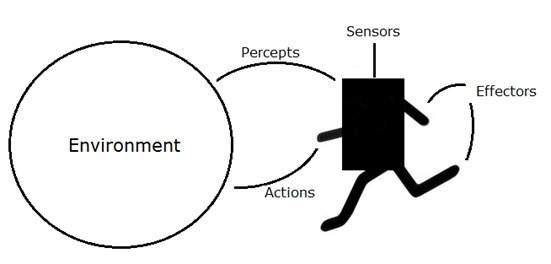 Sensors
Percepts
Effectors
Environment
Actions